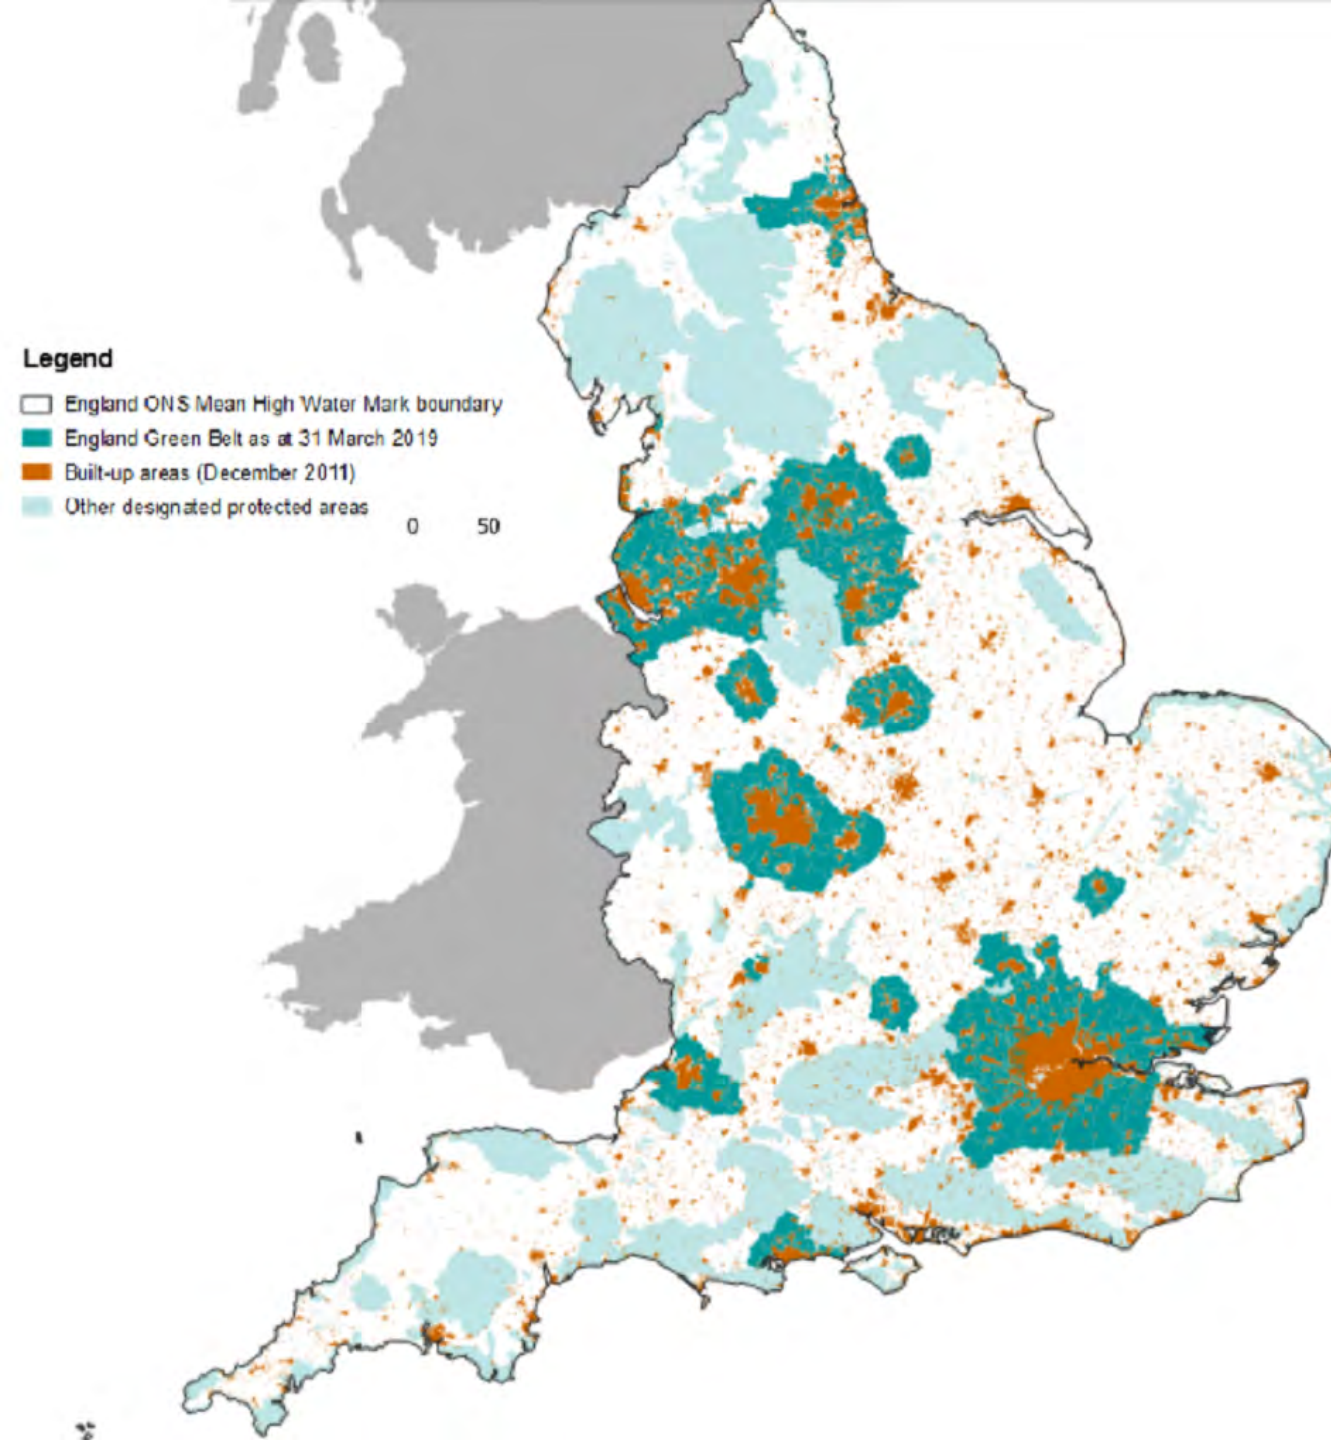 Legend
England ONS Mean High Water Mark boundary
England Green Belt as at 31 March 2019
Built-up areas (December 2011)
Other designated protected areas
0 50